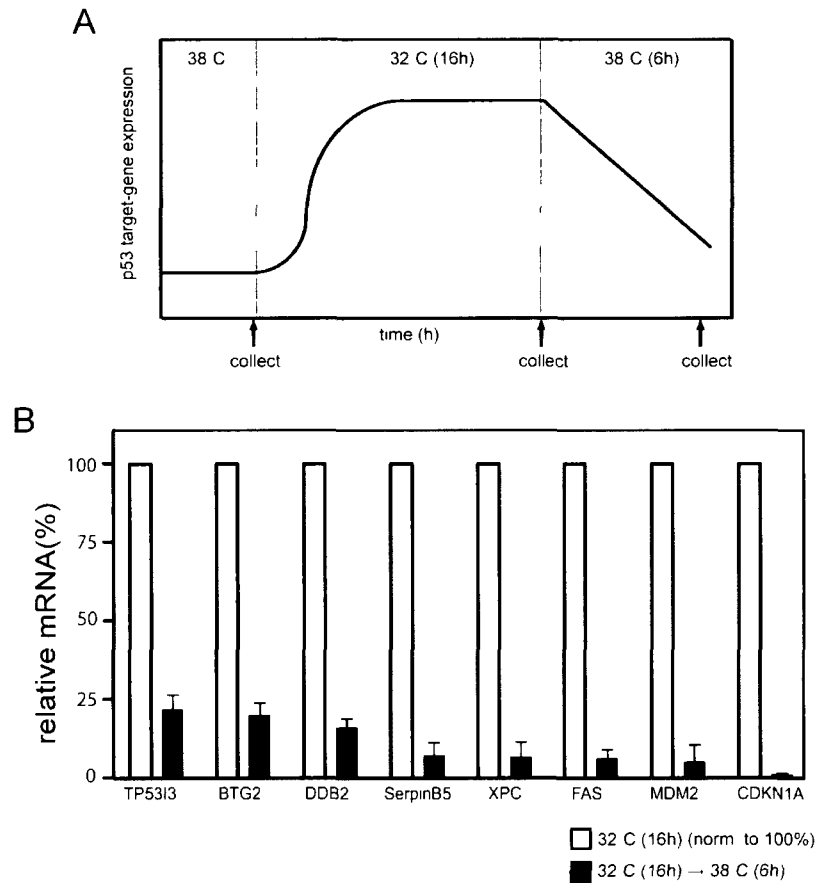 A
38 C 32 C (16h) 38 C (6h)
p53 target-gene expression
time (h)
collect collect collect
B
relative mRNA(%)
100
75
50
25
0
TP53I3 BTG2 DDB2 SerpinB5 XPC FAS MDM2 CDKN1A
32 C (16h) (norm to 100%)
32 C (16h) → 38 C (6h)